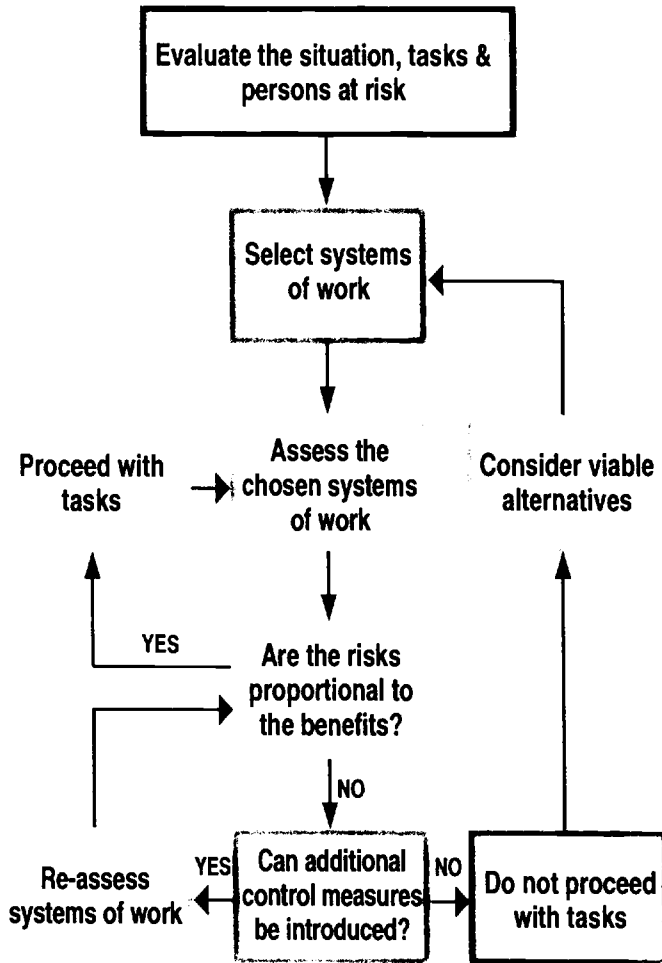 Evaluate the situation, tasks &
persons at risk
Select systems
of work
Proceed with
tasks
Assess the
chosen systems
of work
Consider viable
alternatives
YES
Are the risks
proportional to
the benefits?
NO
Re-assess
systems of work
YES
Can additional
control measures
be introduced?
NO
Do not proceed
with tasks